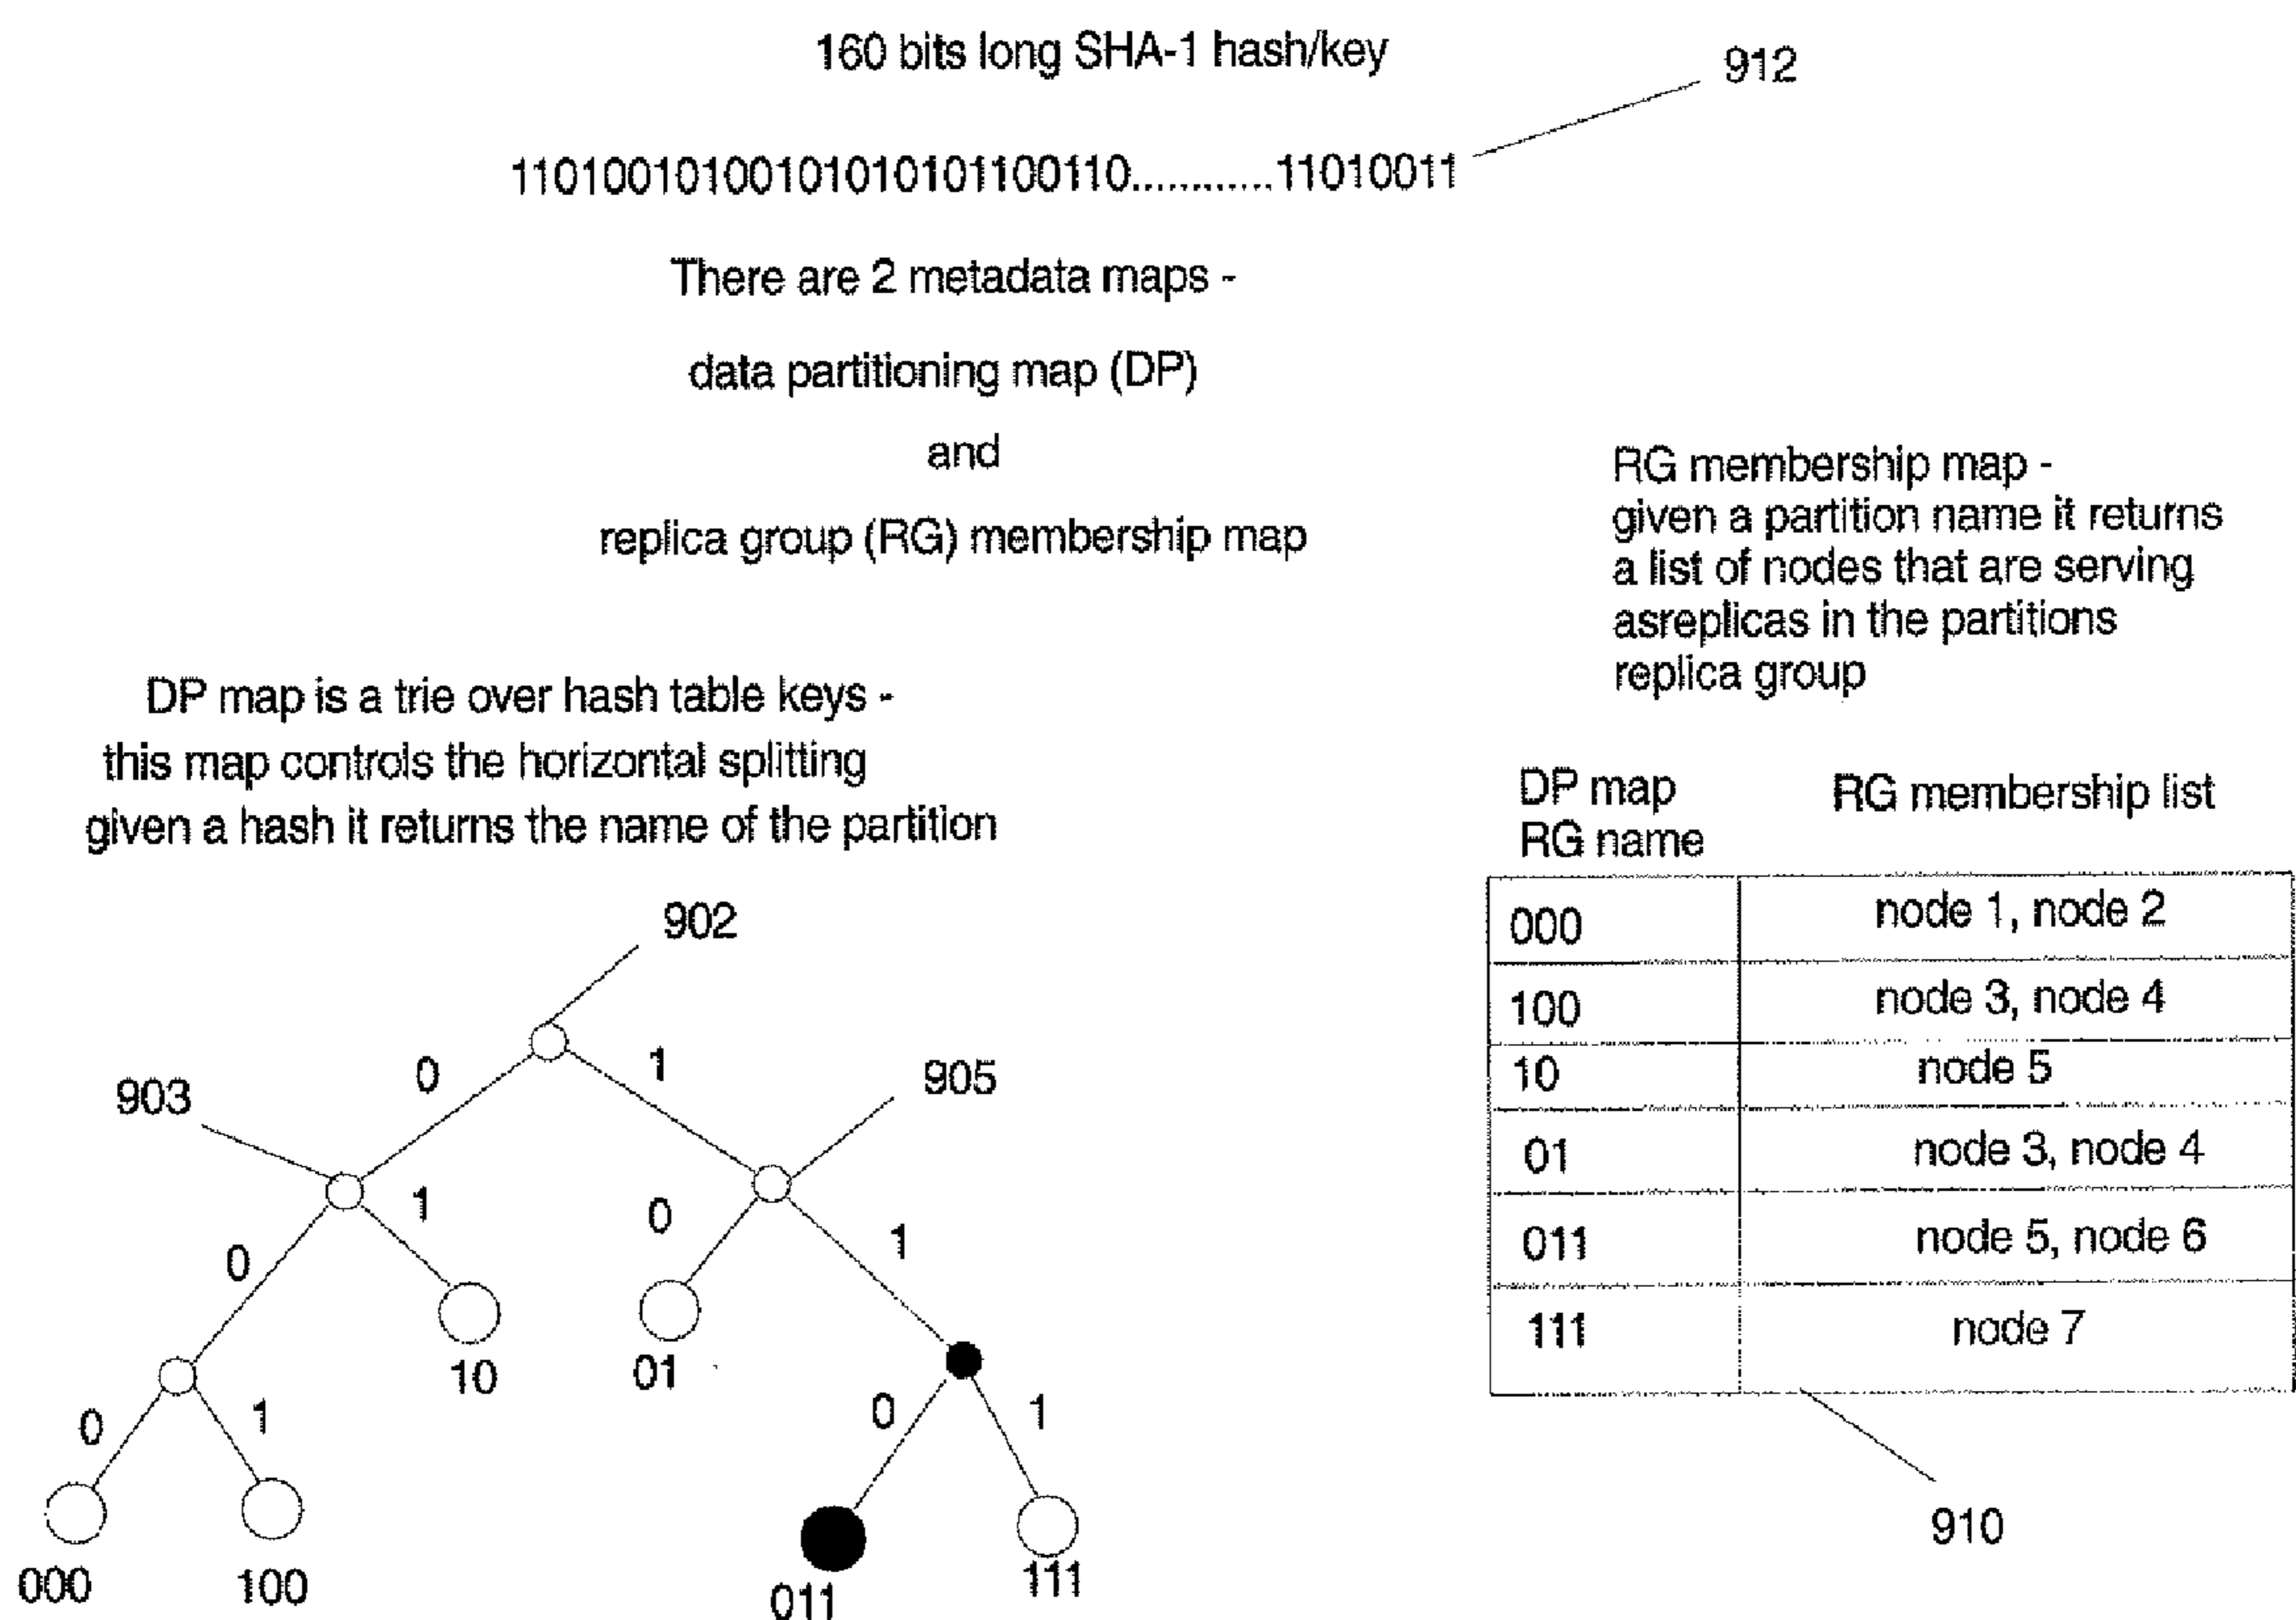 160 bits long SHA-1 hash/key
912
1101001010010101010101100110............11010011
There are 2 metadata maps -
data partitioning map (DP)
and
replica group (RG) membership map
RG membership map -
given a partition name it returns
a list of nodes that are serving
asreplicas in the partitions
replica group
DP map is a trie over hash table keys -
this map controls the horizontal splitting
given a hash it returns the name of the partition
DP map RG membership list
RG name
000 node 1, node 2
100 node 3, node 4
10 node 5
01 node 3, node 4
011 node 5, node 6
111 node 7
910
902
0 1
903 905
1 0 1
0
10 01
0 1 0 1
000 100 011 111